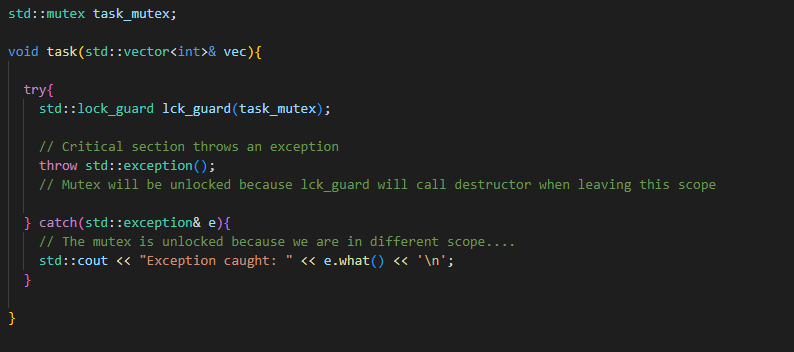 std::mutex task_mutex;
void task(std::vector<int>& vec){
try{
std::lock_guard lck_guard(task_mutex);
// Critical section throws an exception
throw std::exception();
// Mutex will be unlocked because lck_guard will call destructor when leaving this scope
} catch(std::exception& e){
// The mutex is unlocked because we are in different scope....
std::cout << "Exception caught: " << e.what() << '\n';
}
}